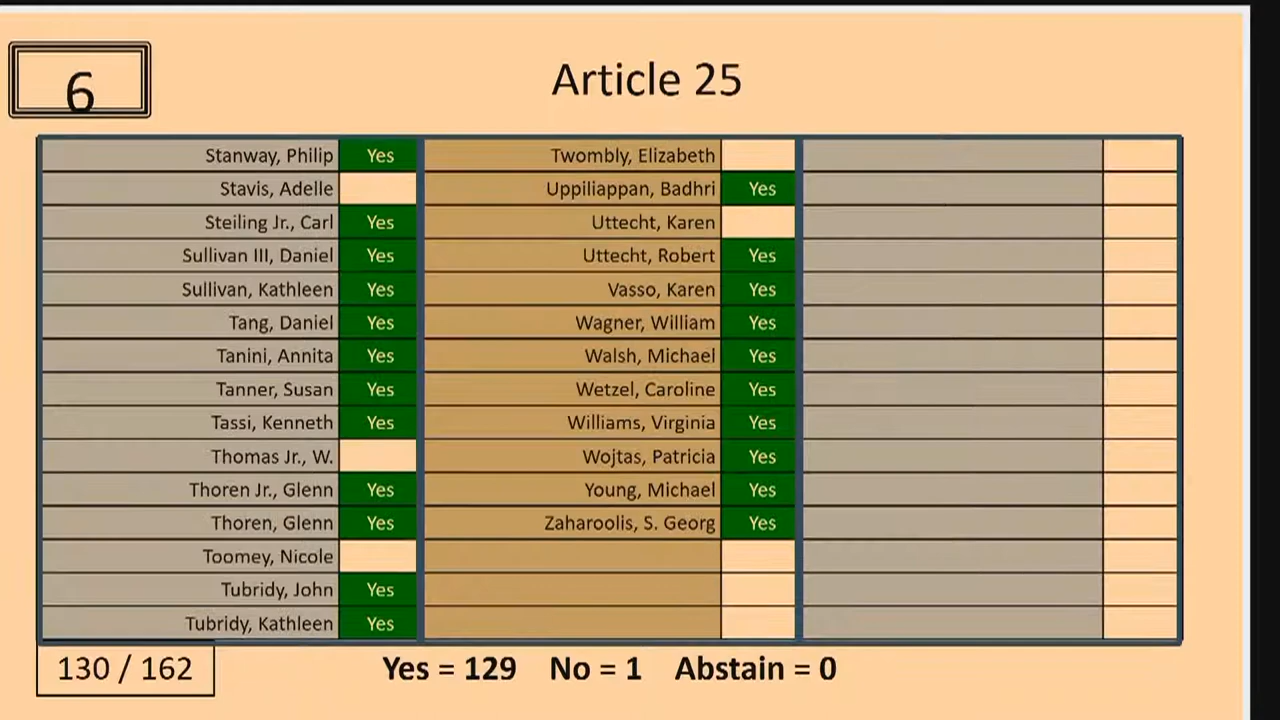 6
Article 25
Stanway, Philip Yes Twombly, Elizabeth
Stavis, Adelle Uppiliappan, Badhri Yes
Steiling Jr., Carl Yes Uttecht, Karen
Sullivan III, Daniel Yes Uttecht, Robert Yes
Sullivan, Kathleen Yes Vasso, Karen Yes
Tang, Daniel Yes Wagner, William Yes
Tanini, Annita Yes Walsh, Michael Yes
Tanner, Susan Yes Wetzel, Caroline Yes
Tassi, Kenneth Yes Williams, Virginia Yes
Thomas Jr., W. Wojtas, Patricia Yes
Thoren Jr., Glenn Yes Young, Michael Yes
Thoren, Glenn Yes Zaharoolis, S. Georg Yes
Toomey, Nicole
Tubridy, John Yes
Tubridy, Kathleen Yes
130 / 162 Yes = 129 No = 1 Abstain = 0